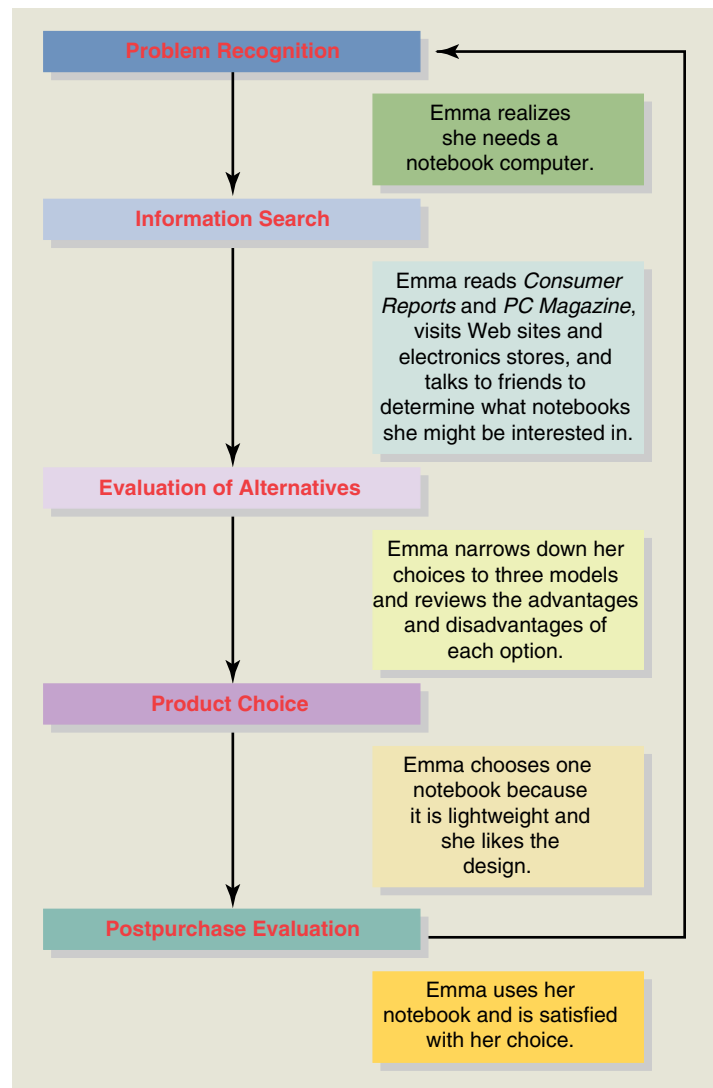 Problem Recognition
Emma realizes
she needs a
notebook computer.
Information Search
Emma reads Consumer
Reports and PC Magazine,
visits Web sites and
electronics stores, and
talks to friends to
determine what notebooks
she might be interested in.
Evaluation of Alternatives
Emma narrows down her
choices to three models
and reviews the advantages
and disadvantages of
each option.
Product Choice
Emma chooses one
notebook because
it is lightweight and
she likes the
design.
Postpurchase Evaluation
Emma uses her
notebook and is satisfied
with her choice.